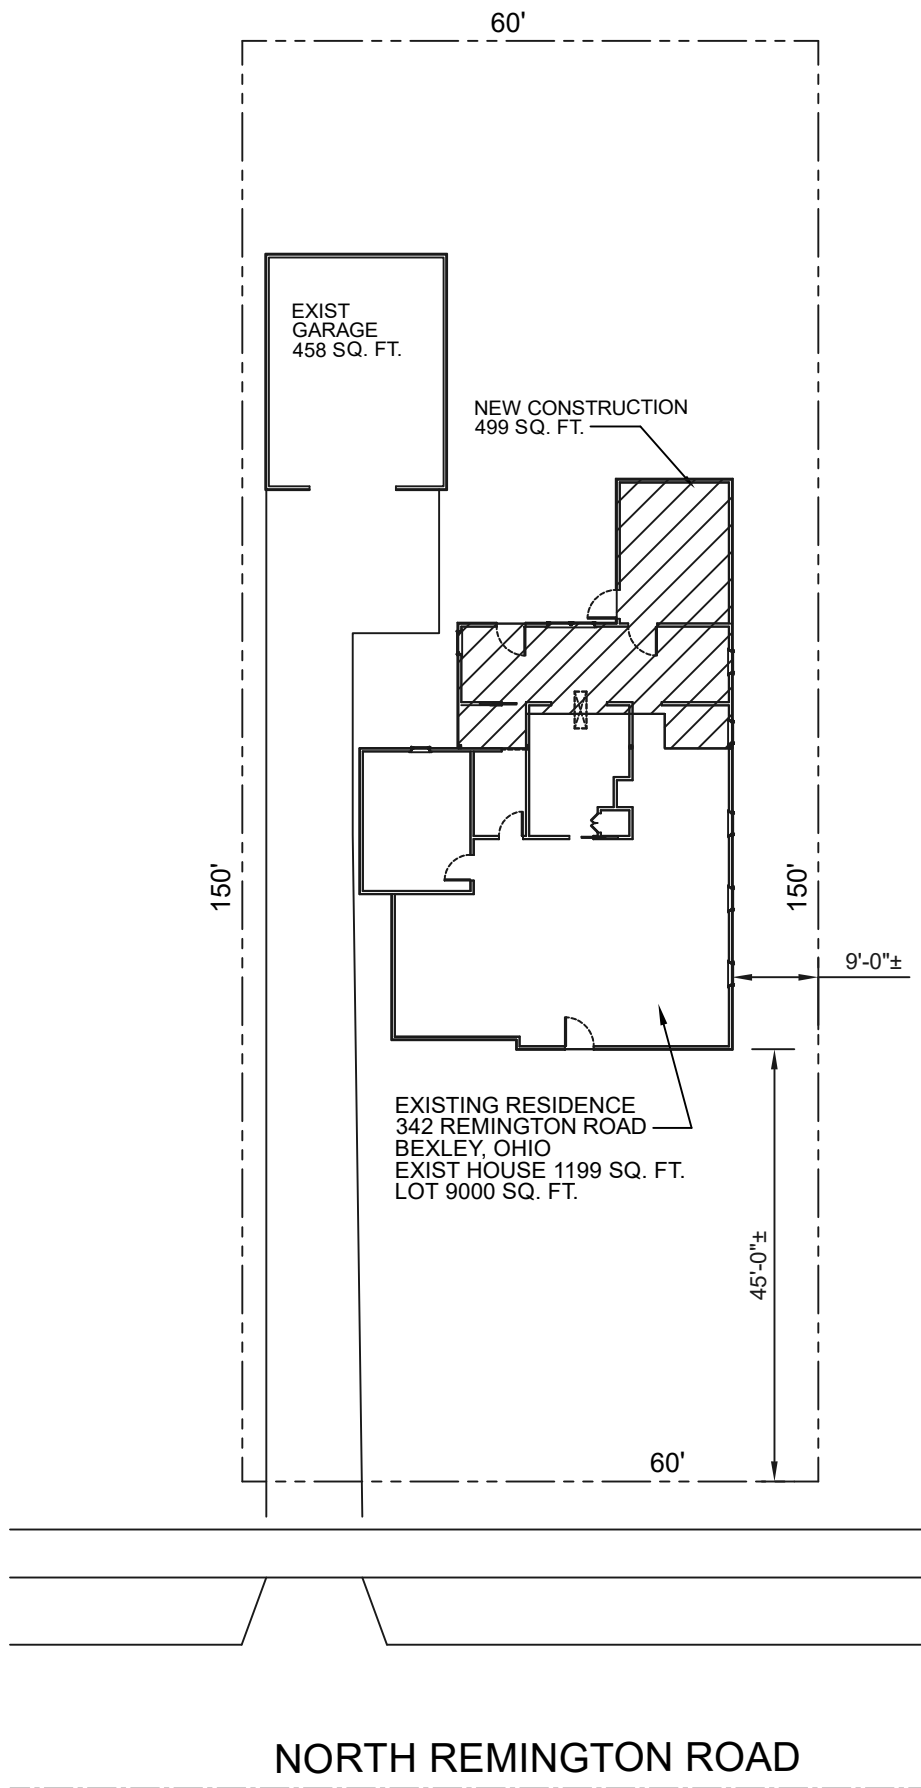 60'
EXIST
GARAGE
458 SQ. FT.
NEW CONSTRUCTION
499 SQ. FT.
150'
150'
9'-0"±
EXISTING RESIDENCE
342 REMINGTON ROAD
BEXLEY, OHIO
EXIST HOUSE 1199 SQ. FT.
LOT 9000 SQ. FT.
45'-0"±
60'
NORTH REMINGTON ROAD